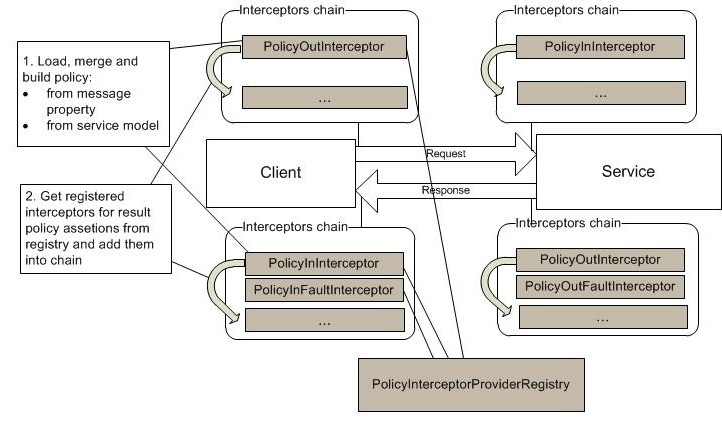 Interceptors chain
PolicyOutInterceptor
...
Interceptors chain
PolicyInInterceptor
...
1. Load, merge and
build policy:
• from message
property
• from service model
Client
Request
Response
Service
2. Get registered
interceptors for result
policy assetions from
registry and add them
into chain
Interceptors chain
PolicyInInterceptor
PolicyInFaultInterceptor
...
Interceptors chain
PolicyOutInterceptor
PolicyOutFaultInterceptor
...
PolicyInterceptorProviderRegistry